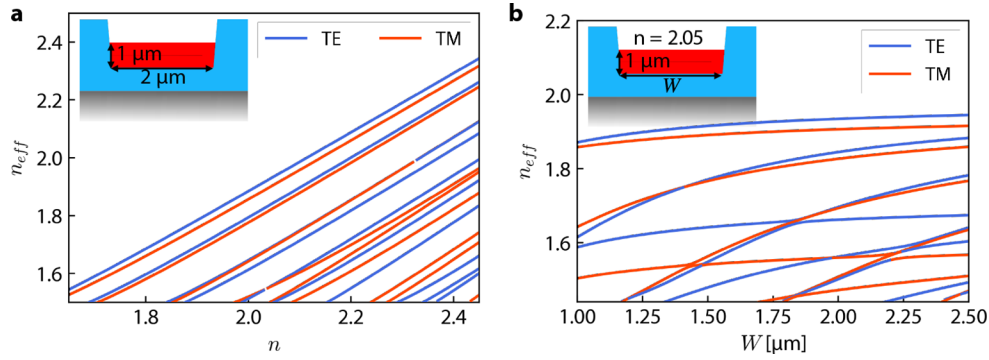 a
TE TM
1 μm
2 μm
n_eff
2.4
2.2
2.0
1.8
1.6
1.8 2.0 2.2 2.4
n
b
n = 2.05
1 μm
W
TE
TM
n_eff
2.2
2.0
1.8
1.6
1.00 1.25 1.50 1.75 2.00 2.25 2.50
W [μm]